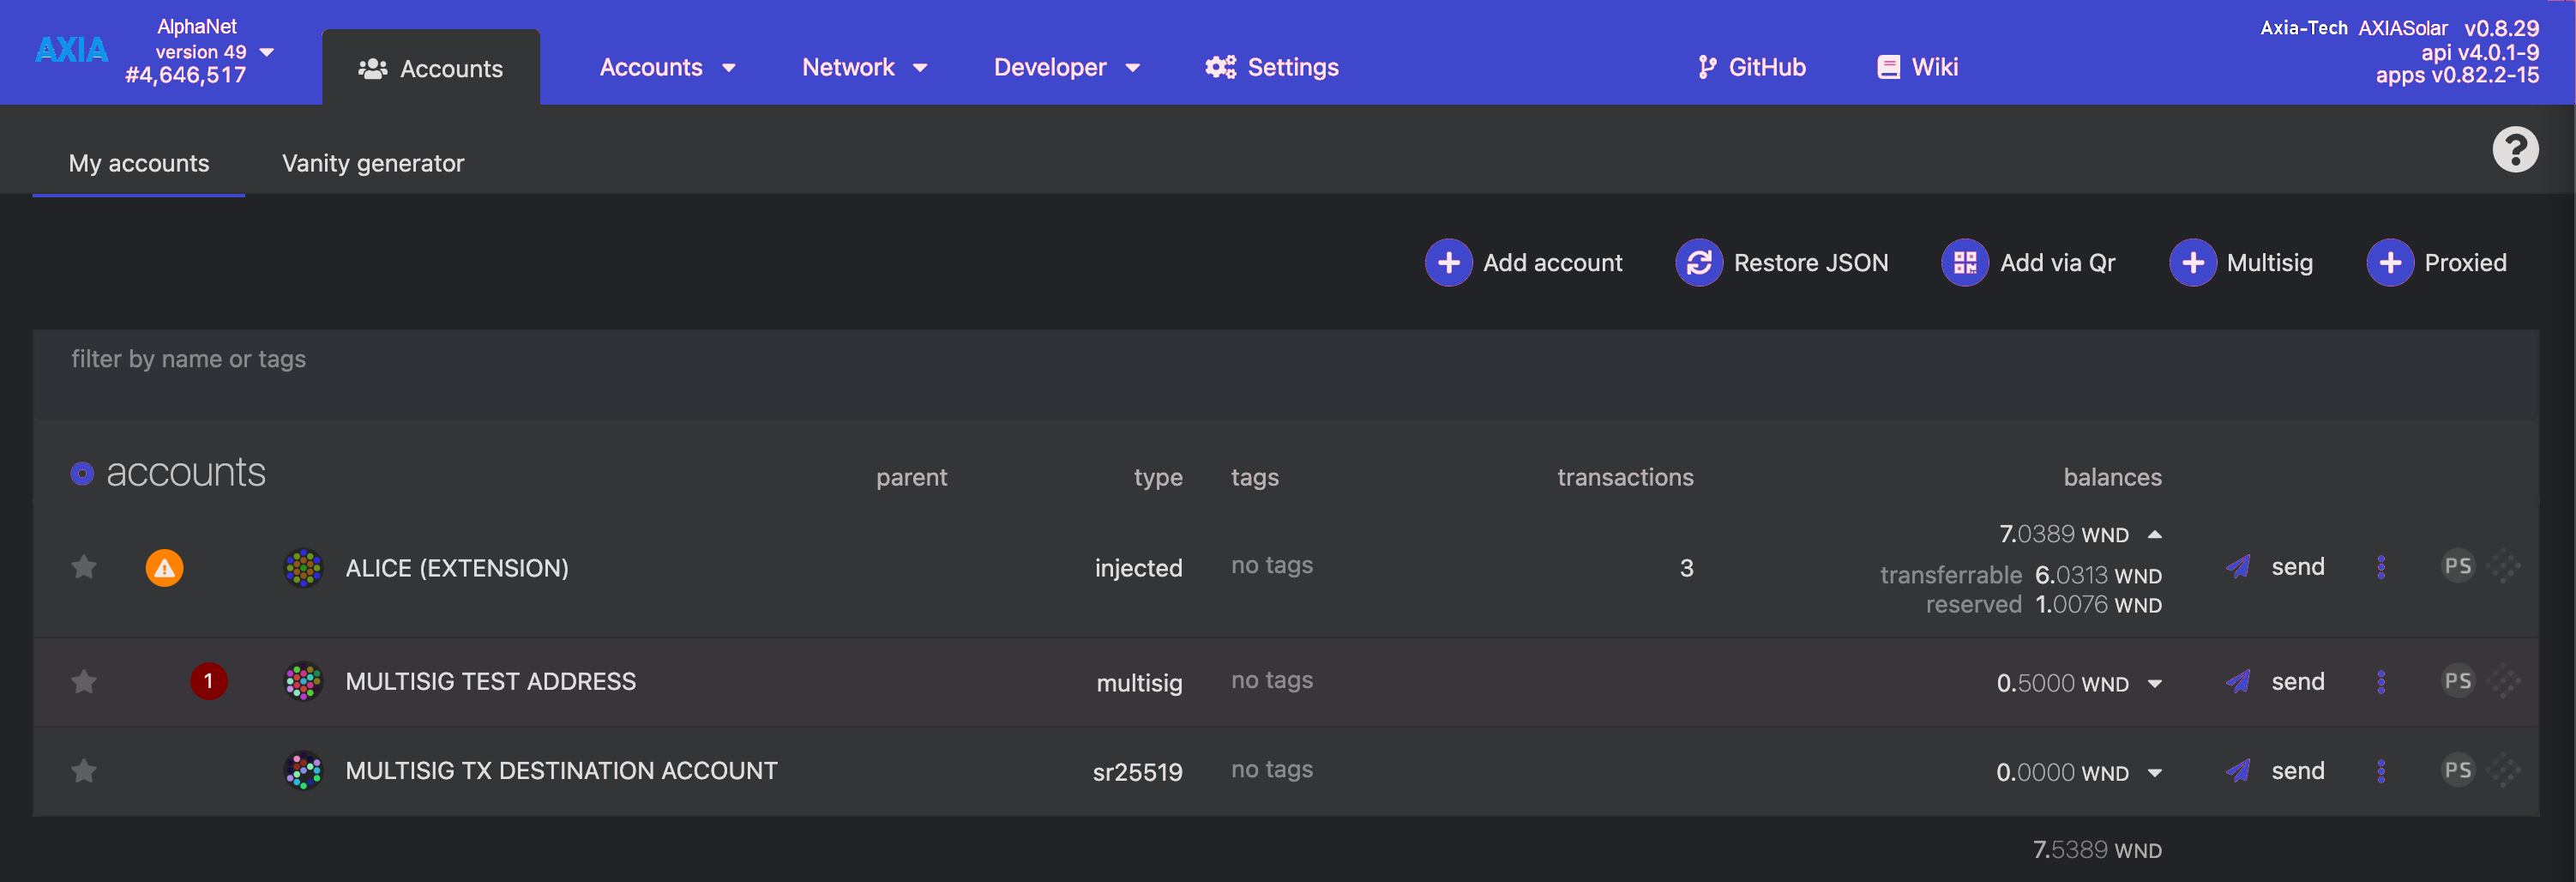 AXIA
AlphaNet
version 49
#4,646,517
Accounts
Accounts
Network
Developer
Settings
GitHub
Wiki
Axia-Tech AXIASolar v0.8.29
api v4.0.1-9
apps v0.82.2-15
My accounts
Vanity generator
?
Add account
Restore JSON
Add via Qr
Multisig
Proxied
filter by name or tags
accounts parent type tags transactions balances
7.0389 WND
ALICE (EXTENSION) injected no tags 3 send PS
transferrable 6.0313 WND
reserved 1.0076 WND
1 MULTISIG TEST ADDRESS multisig no tags 0.5000 WND send PS
MULTISIG TX DESTINATION ACCOUNT sr25519 no tags 0.0000 WND send PS
7.5389 WND